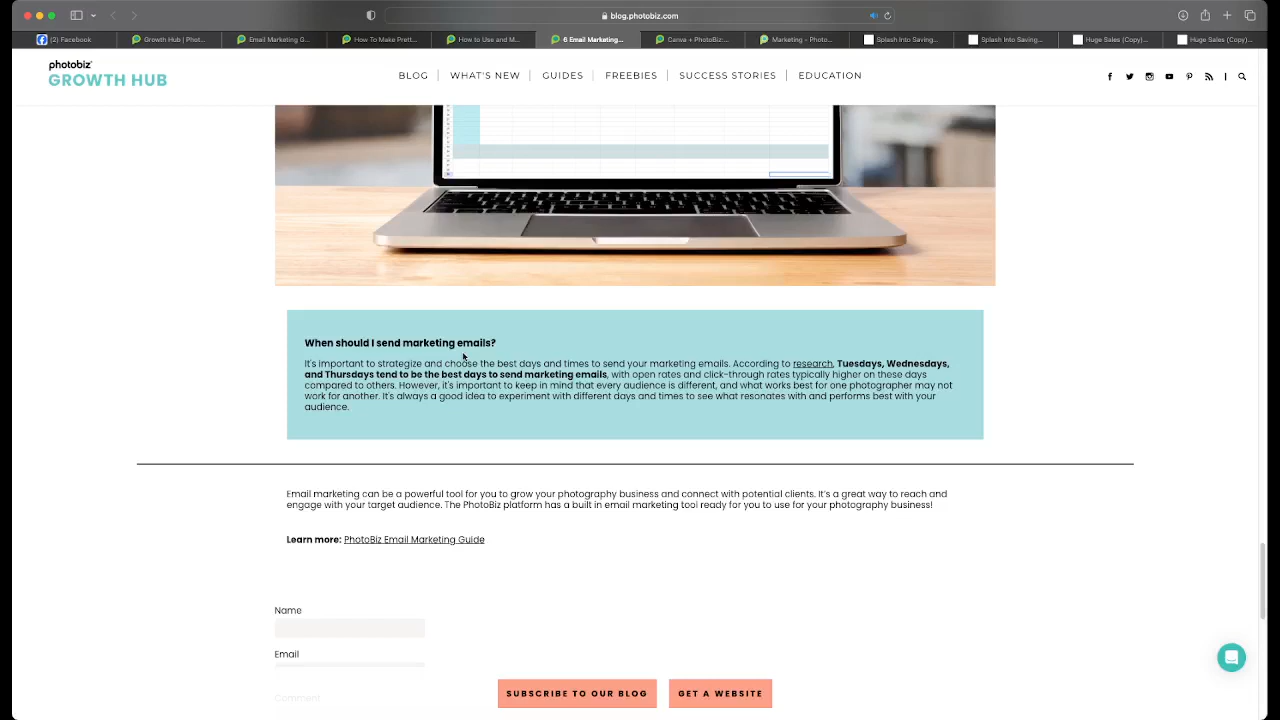 blog.photobiz.com
(2) Facebook
Growth Hub | Phot...
Email Marketing G...
How To Make Prett...
How to Use and M...
6 Email Marketing...
Canva + PhotoBiz:...
Marketing – Photo...
Splash Into Saving...
Splash Into Saving...
Huge Sales (Copy)...
Huge Sales (Copy)...
photobiz
GROWTH HUB
BLOG
WHAT'S NEW
GUIDES
FREEBIES
SUCCESS STORIES
EDUCATION
When should I send marketing emails?
It's important to strategize and choose the best days and times to send your marketing emails. According to research, Tuesdays, Wednesdays,
and Thursdays tend to be the best days to send marketing emails, with open rates and click-through rates typically higher on these days
compared to others. However, it's important to keep in mind that every audience is different, and what works best for one photographer may not
work for another. It's always a good idea to experiment with different days and times to see what resonates with and performs best with your
audience.
Email marketing can be a powerful tool for you to grow your photography business and connect with potential clients. It's a great way to reach and
engage with your target audience. The PhotoBiz platform has a built in email marketing tool ready for you to use for your photography business!
Learn more: PhotoBiz Email Marketing Guide
Name
Email
Comment
SUBSCRIBE TO OUR BLOG
GET A WEBSITE